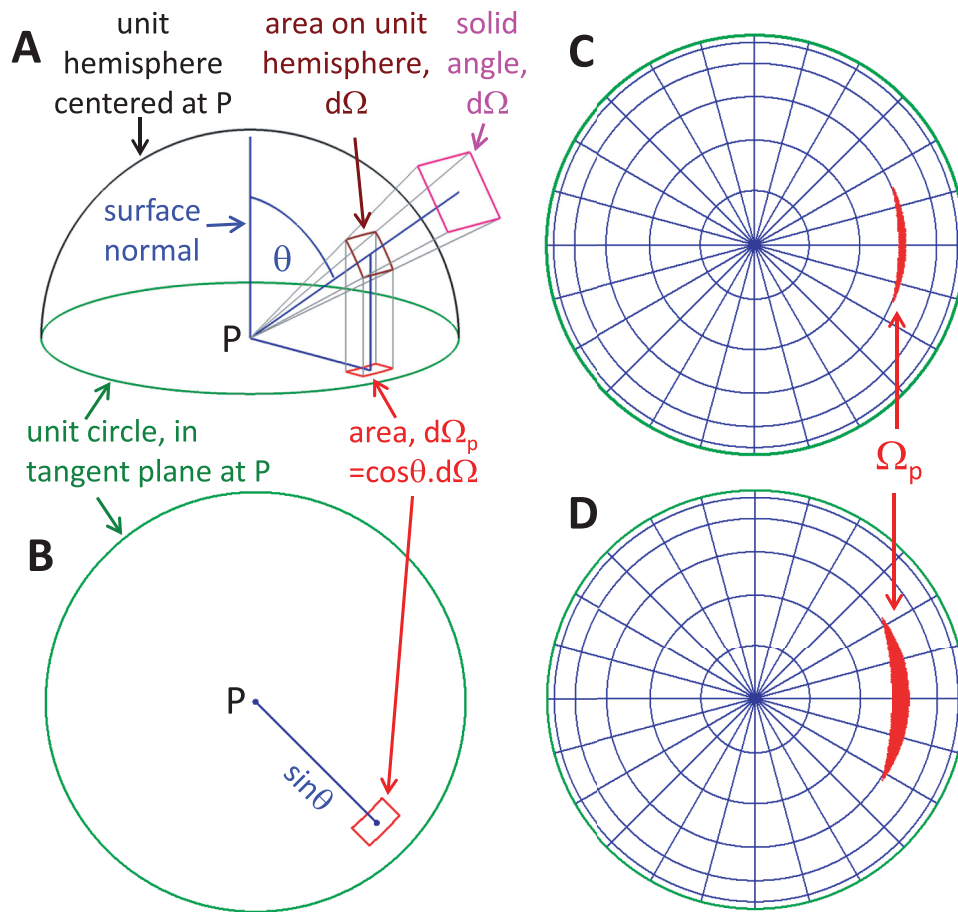 A
unit
hemisphere
centered at P
area on unit
hemisphere,
dΩ
solid
angle,
dΩ
surface
normal
θ
P
unit circle, in
tangent plane at P
area, dΩp
=cosθ.dΩ
B
P
sinθ
C
Ωp
D